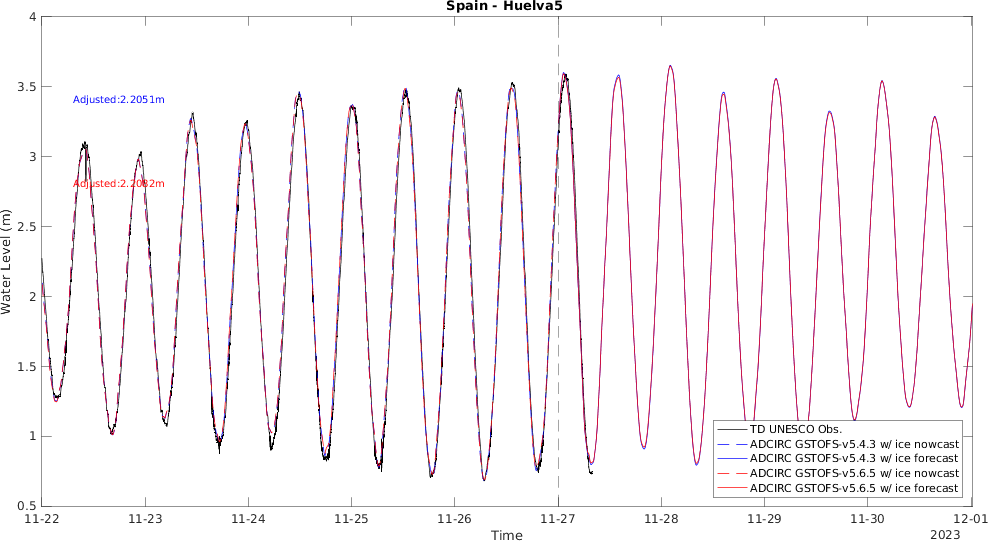 Spain - Huelva5
4
3.5
3
2.5
2
1.5
1
0.5
Water Level (m)
Adjusted:2.2051m
Adjusted:2.2082m
TD UNESCO Obs.
ADCIRC GSTOFS-v5.4.3 w/ ice nowcast
ADCIRC GSTOFS-v5.4.3 w/ ice forecast
ADCIRC GSTOFS-v5.6.5 w/ ice nowcast
ADCIRC GSTOFS-v5.6.5 w/ ice forecast
11-22 11-23 11-24 11-25 11-26 11-27 11-28 11-29 11-30 12-01
Time
2023